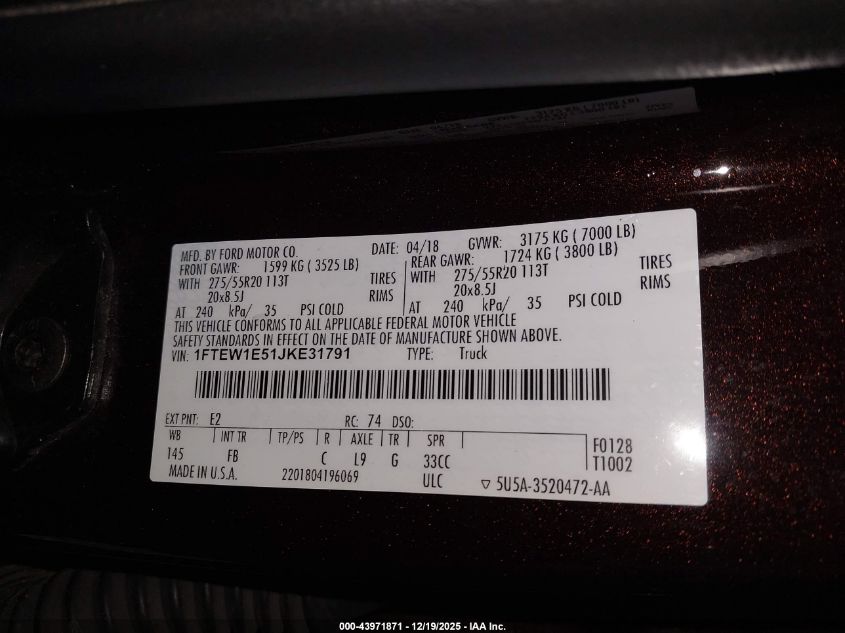 MFD. BY FORD MOTOR CO. DATE: 04/18 GVWR: 3175 KG ( 7000 LB)
FRONT GAWR: 1599 KG ( 3525 LB) REAR GAWR: 1724 KG ( 3800 LB)
WITH 275/55R20 113T TIRES WITH 275/55R20 113T TIRES
20x8.5J RIMS 20x8.5J RIMS
AT 240 kPa/ 35 PSI COLD AT 240 kPa/ 35 PSI COLD
THIS VEHICLE CONFORMS TO ALL APPLICABLE FEDERAL MOTOR VEHICLE
SAFETY STANDARDS IN EFFECT ON THE DATE OF MANUFACTURE SHOWN ABOVE.
VIN: 1FTEW1E51JKE31791 TYPE: Truck
EXT PNT: E2 RC: 74 DSO:
WB INT TR TP/PS R AXLE TR SPR F0128
145 FB C L9 G 33CC T1002
MADE IN U.S.A. 2201804196069 ULC ▽ 5U5A-3520472-AA
000-43971871 - 12/19/2025 - IAA Inc.